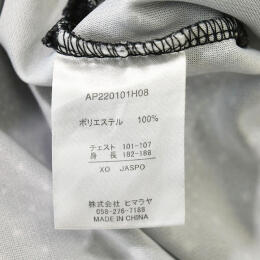 AP220101H08
ポリエステル 100%
チェスト 101-107
身 長 182-188
XO JASPO
株式会社 ヒマラヤ
058-276-7188
MADE IN CHINA